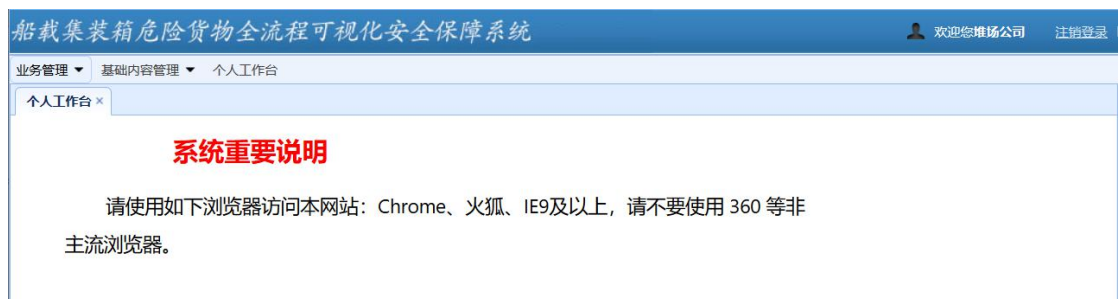 船载集装箱危险货物全流程可视化安全保障系统
欢迎您堆场公司 注销登录
业务管理 基础内容管理 个人工作台
个人工作台 ×
系统重要说明
请使用如下浏览器访问本网站：Chrome、火狐、IE9及以上，请不要使用 360 等非
主流浏览器。